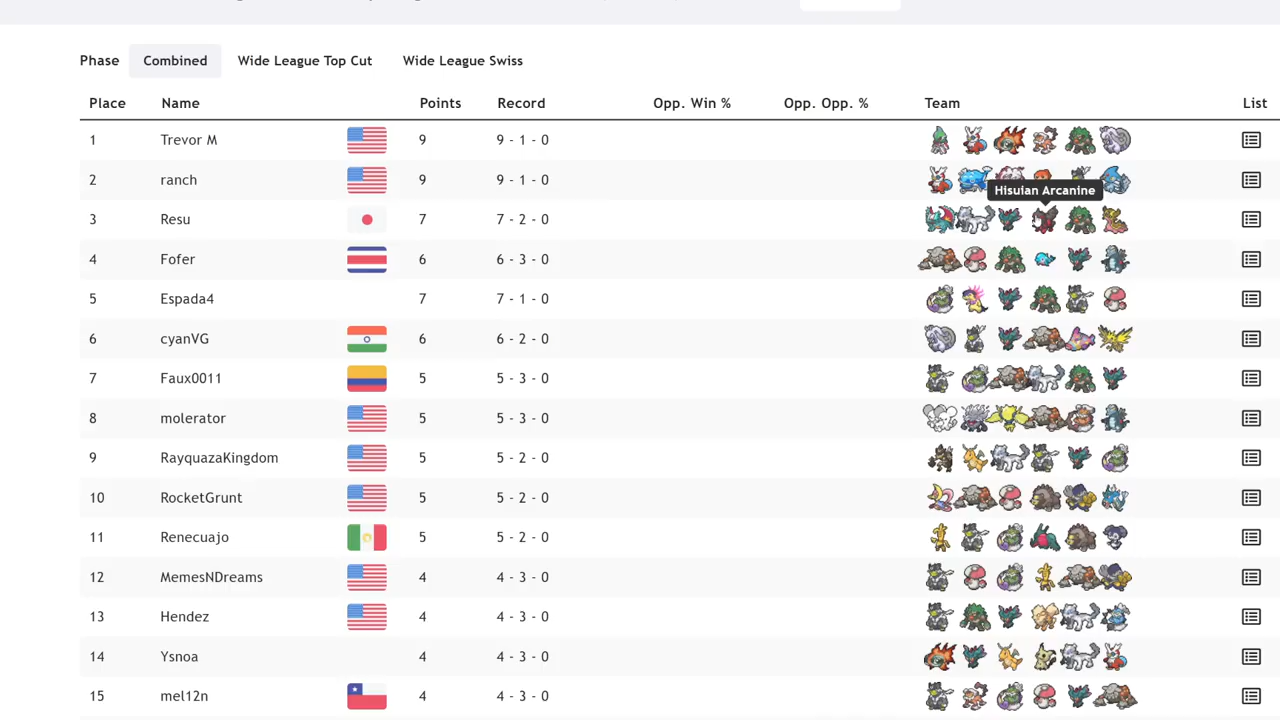 Phase Combined Wide League Top Cut Wide League Swiss
Place Name Points Record Opp. Win % Opp. Opp. % Team List
1 Trevor M 9 9 - 1 - 0
2 ranch 9 9 - 1 - 0
Hisuian Arcanine
3 Resu 7 7 - 2 - 0
4 Fofer 6 6 - 3 - 0
5 Espada4 7 7 - 1 - 0
6 cyanVG 6 6 - 2 - 0
7 Faux0011 5 5 - 3 - 0
8 molerator 5 5 - 3 - 0
9 RayquazaKingdom 5 5 - 2 - 0
10 RocketGrunt 5 5 - 2 - 0
11 Renecuajo 5 5 - 2 - 0
12 MemesNDreams 4 4 - 3 - 0
13 Hendez 4 4 - 3 - 0
14 Ysnoa 4 4 - 3 - 0
15 mel12n 4 4 - 3 - 0